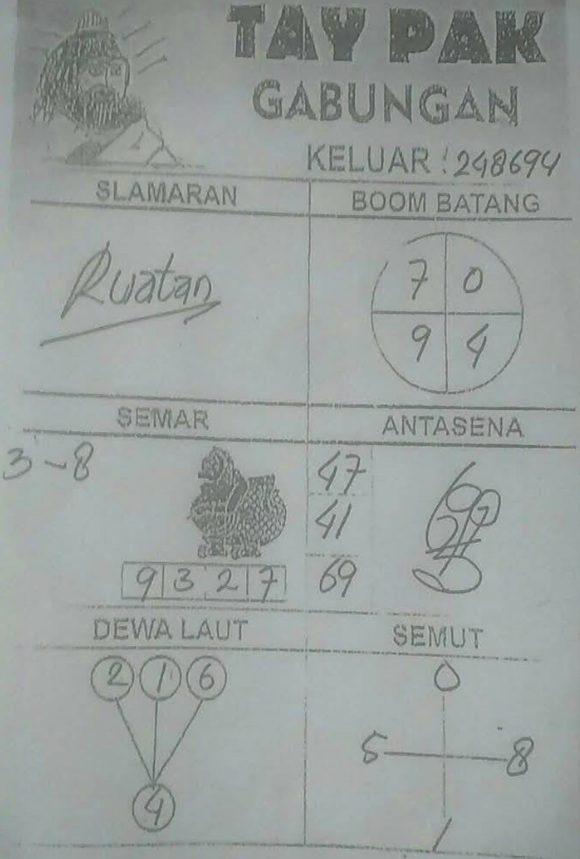 TAY PAK
GABUNGAN
KELUAR : 248694
SLAMARAN
BOOM BATANG
Ruatan
7 0
9 4
SEMAR
ANTASENA
3-8
47
41
69
9 3 2 7
DEWA LAUT
SEMUT
2 1 6
4
0
5 8
1